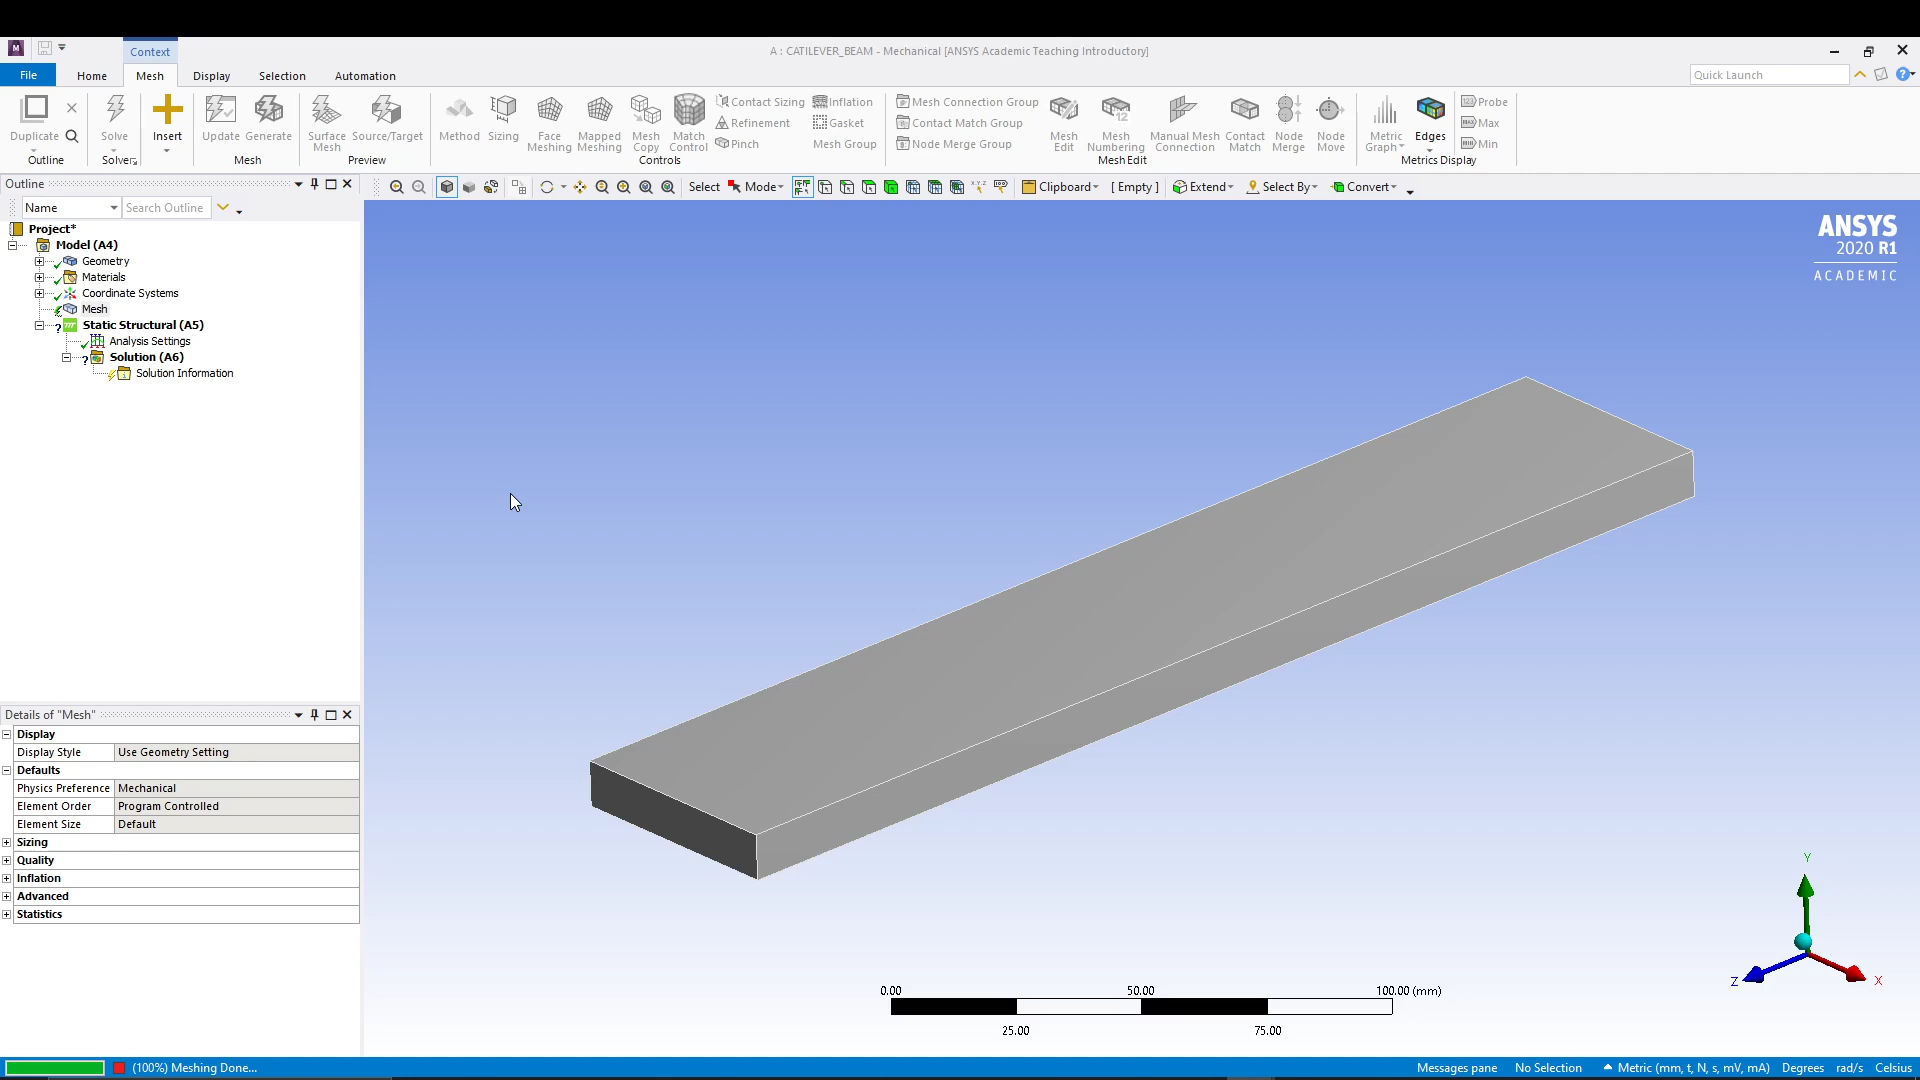 Context
A : CATILEVER_BEAM - Mechanical [ANSYS Academic Teaching Introductory]
File Home Mesh Display Selection Automation
Quick Launch
Duplicate
Outline
Solve
Solver
Insert
Update Generate
Mesh
Surface Mesh Source/Target
Preview
Method Sizing Face Meshing Mapped Meshing Mesh Copy Match Control
Contact Sizing Inflation
Refinement Gasket
Pinch Mesh Group
Controls
Mesh Connection Group
Contact Match Group
Node Merge Group
Mesh Edit Mesh Numbering Manual Mesh Connection Contact Match Node Merge Node Move
Mesh Edit
Metric Graph Edges
Probe
Max
Min
Metrics Display
Outline
Select Mode Clipboard [ Empty ] Extend Select By Convert
Name Search Outline
Project*
Model (A4)
Geometry
Materials
Coordinate Systems
Mesh
Static Structural (A5)
Analysis Settings
Solution (A6)
Solution Information
ANSYS
2020 R1
ACADEMIC
Details of "Mesh"
Display
Display Style Use Geometry Setting
Defaults
Physics Preference Mechanical
Element Order Program Controlled
Element Size Default
Sizing
Quality
Inflation
Advanced
Statistics
Y
Z X
0.00 50.00 100.00 (mm)
25.00 75.00
(100%) Meshing Done...
Messages pane No Selection Metric (mm, t, N, s, mV, mA) Degrees rad/s Celsius